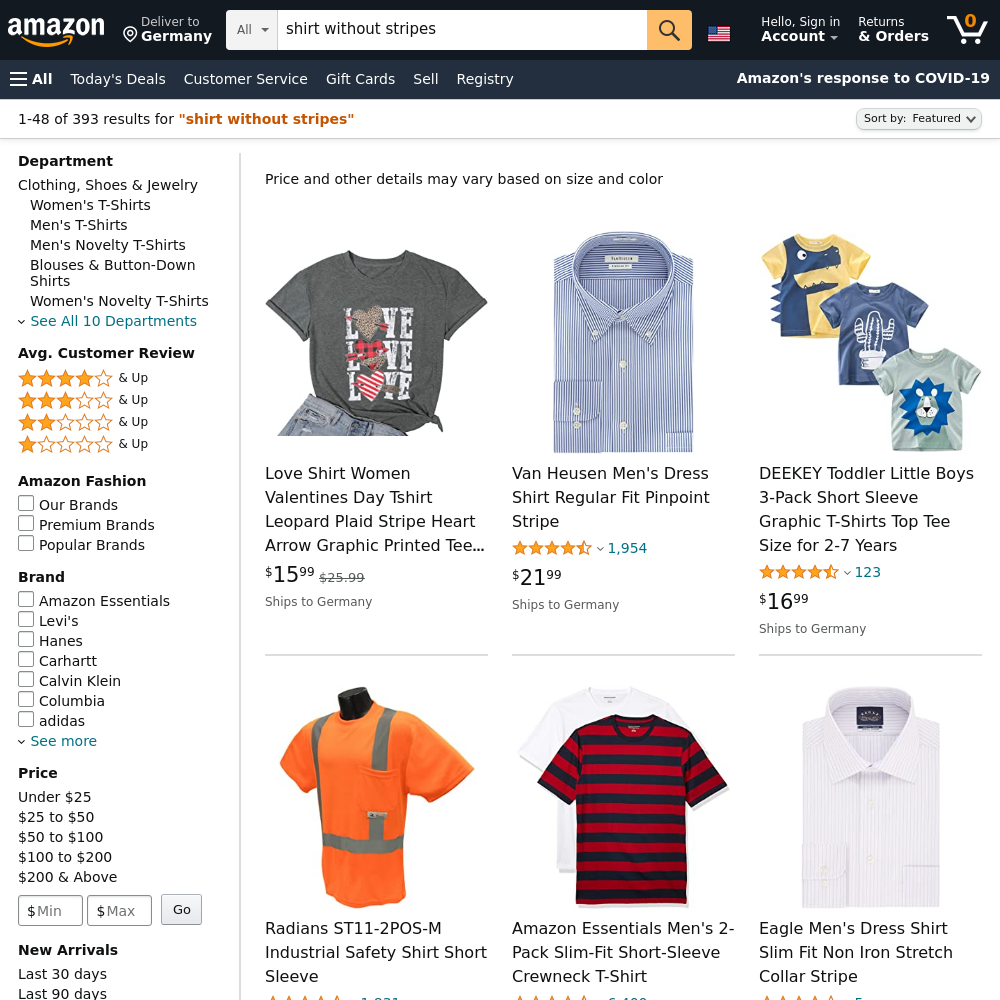 amazon
Deliver to
Germany
All
shirt without stripes
Hello, Sign in
Account
Returns
& Orders
0
All
Today's Deals
Customer Service
Gift Cards
Sell
Registry
Amazon's response to COVID-19
1-48 of 393 results for "shirt without stripes"
Sort by: Featured
Department
Clothing, Shoes & Jewelry
Women's T-Shirts
Men's T-Shirts
Men's Novelty T-Shirts
Blouses & Button-Down
Shirts
Women's Novelty T-Shirts
See All 10 Departments
Avg. Customer Review
& Up
& Up
& Up
& Up
Amazon Fashion
Our Brands
Premium Brands
Popular Brands
Brand
Amazon Essentials
Levi's
Hanes
Carhartt
Calvin Klein
Columbia
adidas
See more
Price
Under $25
$25 to $50
$50 to $100
$100 to $200
$200 & Above
$ Min
$ Max
Go
New Arrivals
Last 30 days
Last 90 days
Price and other details may vary based on size and color
Love Shirt Women
Valentines Day Tshirt
Leopard Plaid Stripe Heart
Arrow Graphic Printed Tee…
$15 99 $25.99
Ships to Germany
Van Heusen Men's Dress
Shirt Regular Fit Pinpoint
Stripe
1,954
$21 99
Ships to Germany
DEEKEY Toddler Little Boys
3-Pack Short Sleeve
Graphic T-Shirts Top Tee
Size for 2-7 Years
123
$16 99
Ships to Germany
Radians ST11-2POS-M
Industrial Safety Shirt Short
Sleeve
Amazon Essentials Men's 2-
Pack Slim-Fit Short-Sleeve
Crewneck T-Shirt
Eagle Men's Dress Shirt
Slim Fit Non Iron Stretch
Collar Stripe